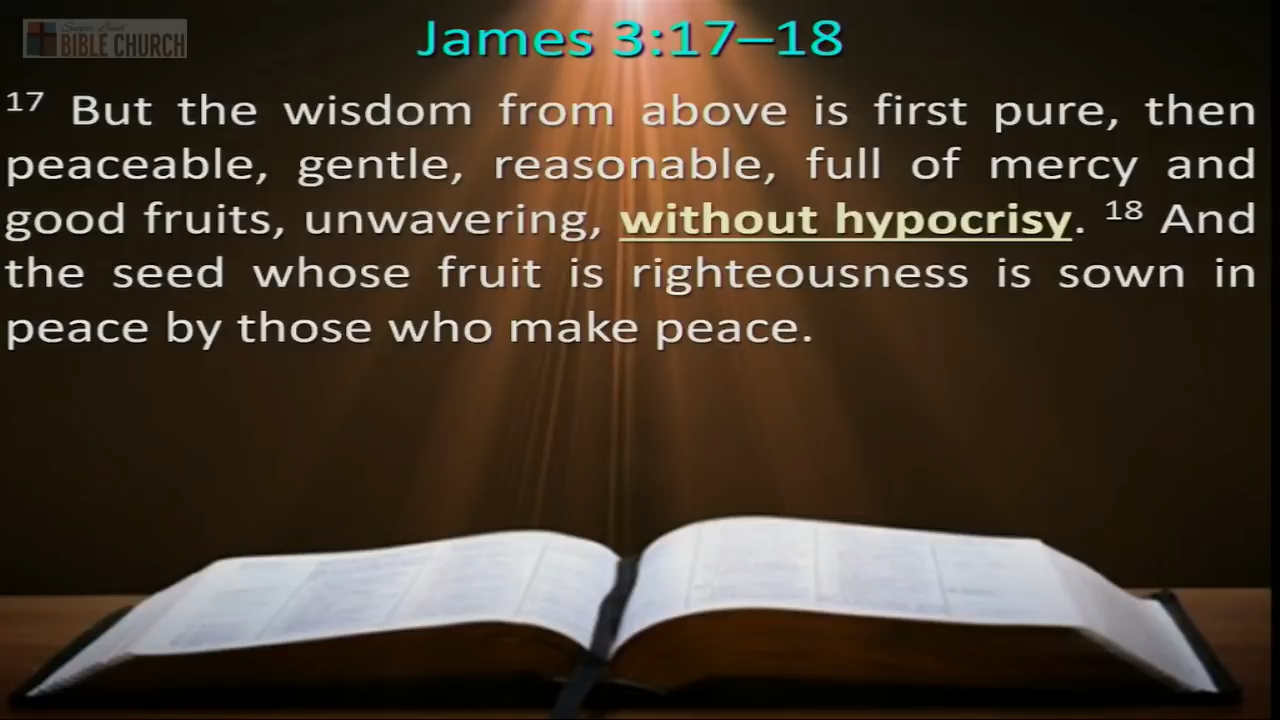 Sugar Land
BIBLE CHURCH
James 3:17–18
17 But the wisdom from above is first pure, then
peaceable, gentle, reasonable, full of mercy and
good fruits, unwavering, without hypocrisy. 18 And
the seed whose fruit is righteousness is sown in
peace by those who make peace.